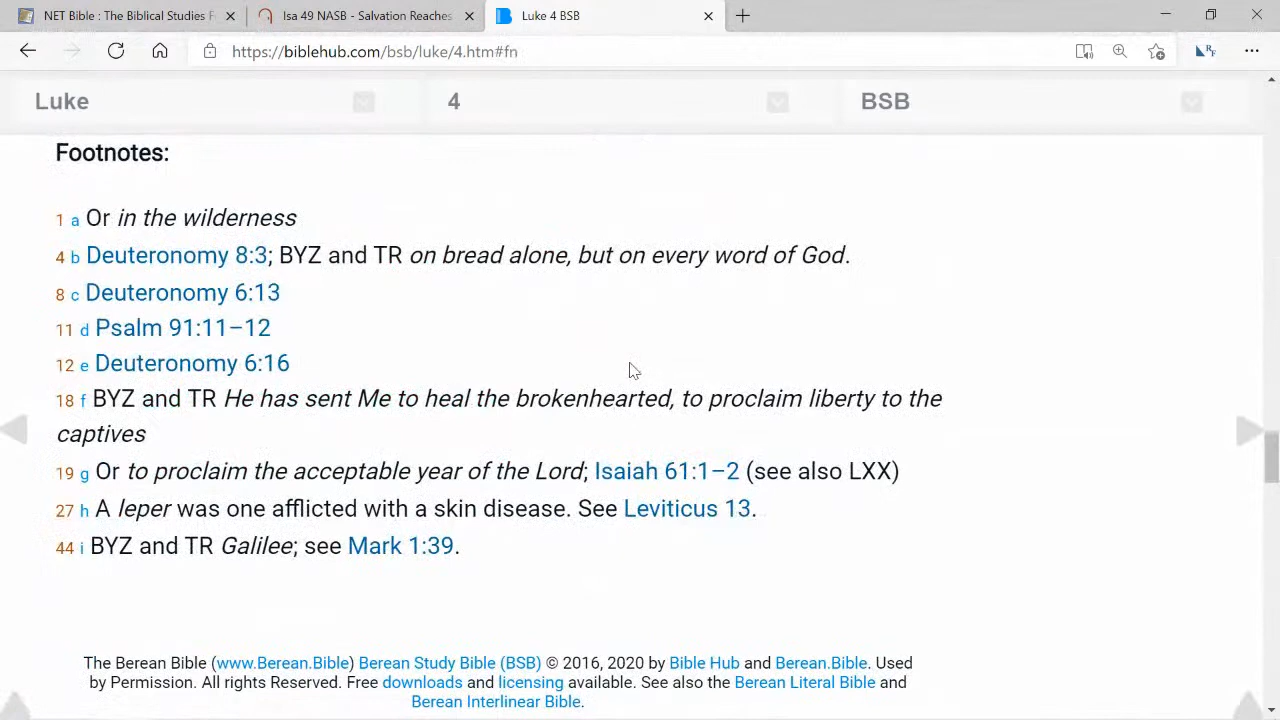 NET Bible : The Biblical Studies F
Isa 49 NASB - Salvation Reaches
Luke 4 BSB
https://biblehub.com/bsb/luke/4.htm#fn
Luke 4 BSB
Footnotes:
1 a Or in the wilderness
4 b Deuteronomy 8:3; BYZ and TR on bread alone, but on every word of God.
8 c Deuteronomy 6:13
11 d Psalm 91:11–12
12 e Deuteronomy 6:16
18 f BYZ and TR He has sent Me to heal the brokenhearted, to proclaim liberty to the
captives
19 g Or to proclaim the acceptable year of the Lord; Isaiah 61:1–2 (see also LXX)
27 h A leper was one afflicted with a skin disease. See Leviticus 13.
44 i BYZ and TR Galilee; see Mark 1:39.
The Berean Bible (www.Berean.Bible) Berean Study Bible (BSB) © 2016, 2020 by Bible Hub and Berean.Bible. Used
by Permission. All rights Reserved. Free downloads and licensing available. See also the Berean Literal Bible and
Berean Interlinear Bible.